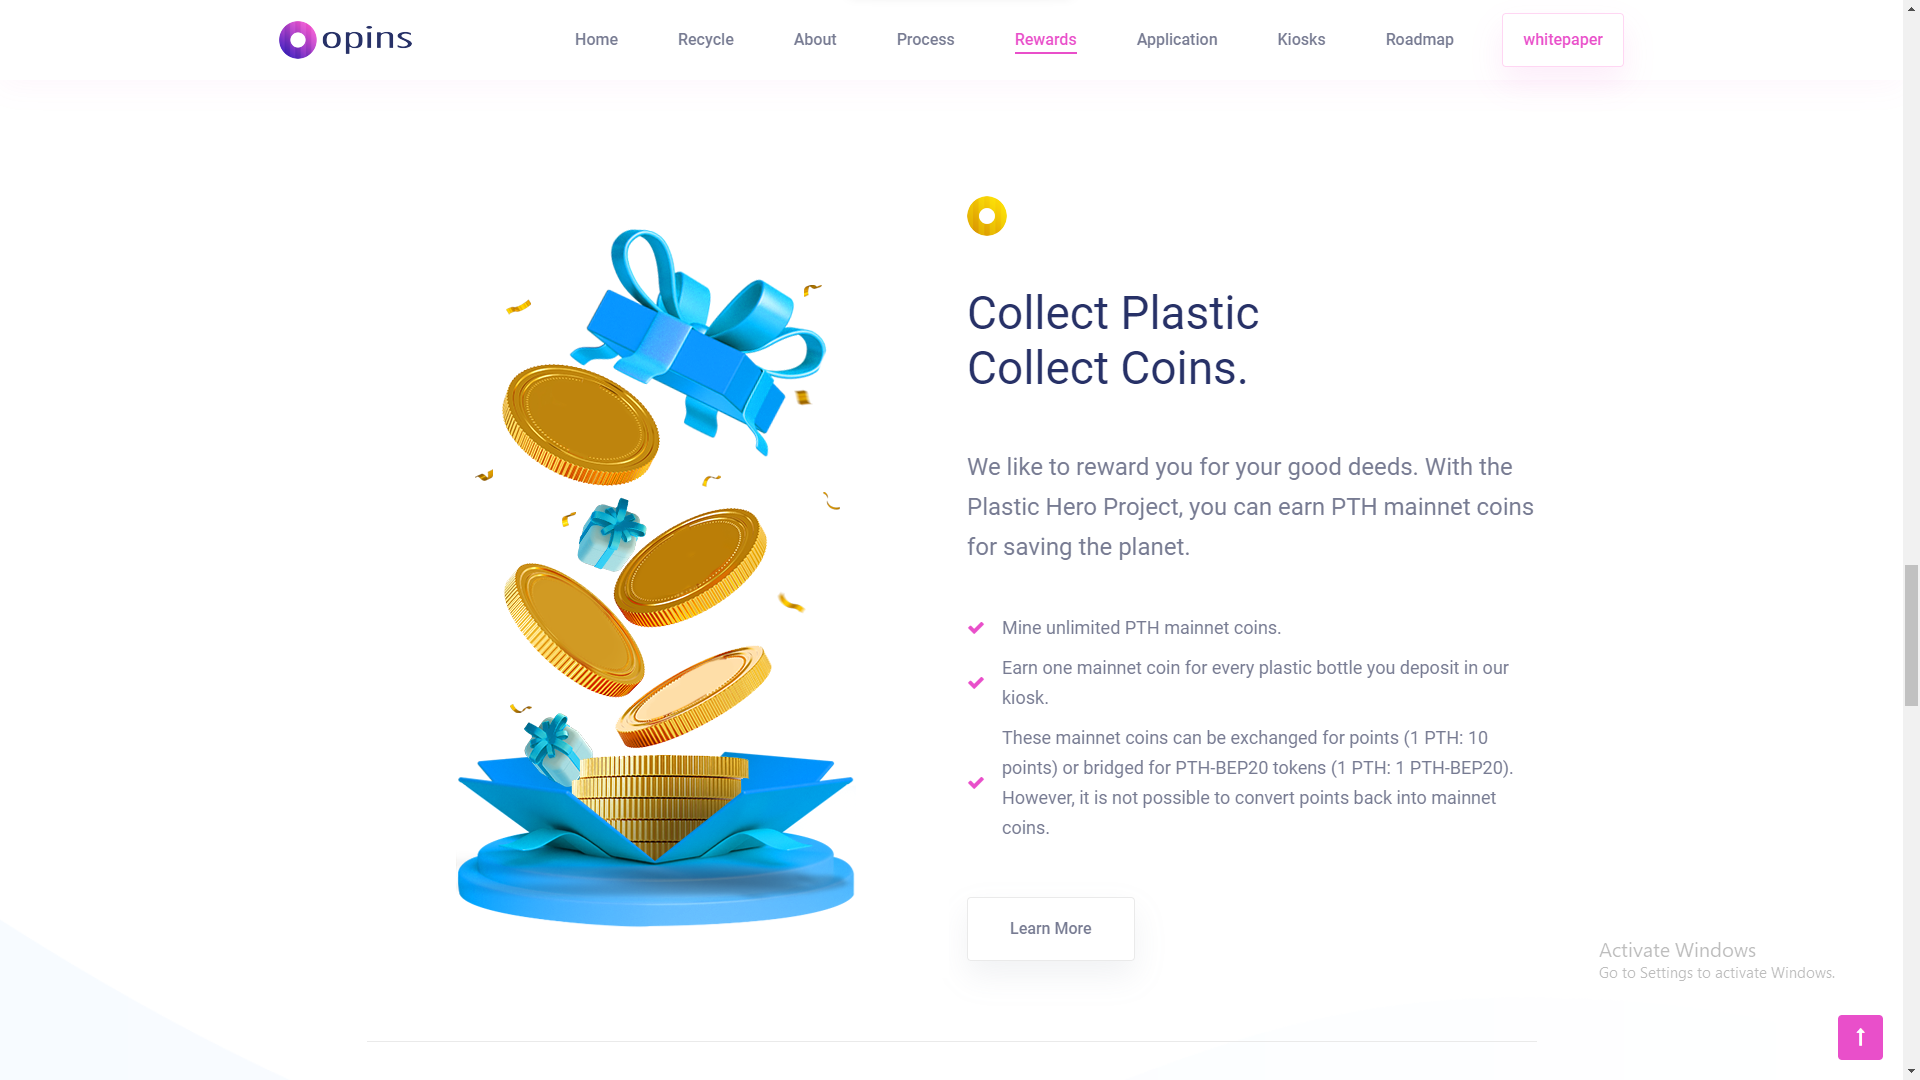 opins
Home
Recycle
About
Process
Rewards
Application
Kiosks
Roadmap
whitepaper
Collect Plastic
Collect Coins.
We like to reward you for your good deeds. With the
Plastic Hero Project, you can earn PTH mainnet coins
for saving the planet.
Mine unlimited PTH mainnet coins.
Earn one mainnet coin for every plastic bottle you deposit in our
kiosk.
These mainnet coins can be exchanged for points (1 PTH: 10
points) or bridged for PTH-BEP20 tokens (1 PTH: 1 PTH-BEP20).
However, it is not possible to convert points back into mainnet
coins.
Learn More
Activate Windows
Go to Settings to activate Windows.